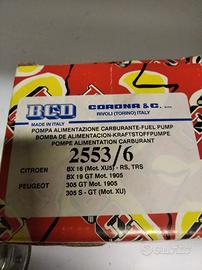 BCD
CORONA & C. snc
MADE IN ITALY
RIVOLI (TORINO) ITALY
POMPA ALIMENTAZIONE CARBURANTE-FUEL PUMP
BOMBA DE ALIMENTACION-KRAFTSTOFFPUMPE
POMPE ALIMENTATION CARBURANT
2553/6
CITROEN BX 16 (Mot. XU5) - RS, TRS
BX 19 GT Mot. 1905
PEUGEOT 305 GT Mot. 1905
305 S - GT (Mot. XU)
subito